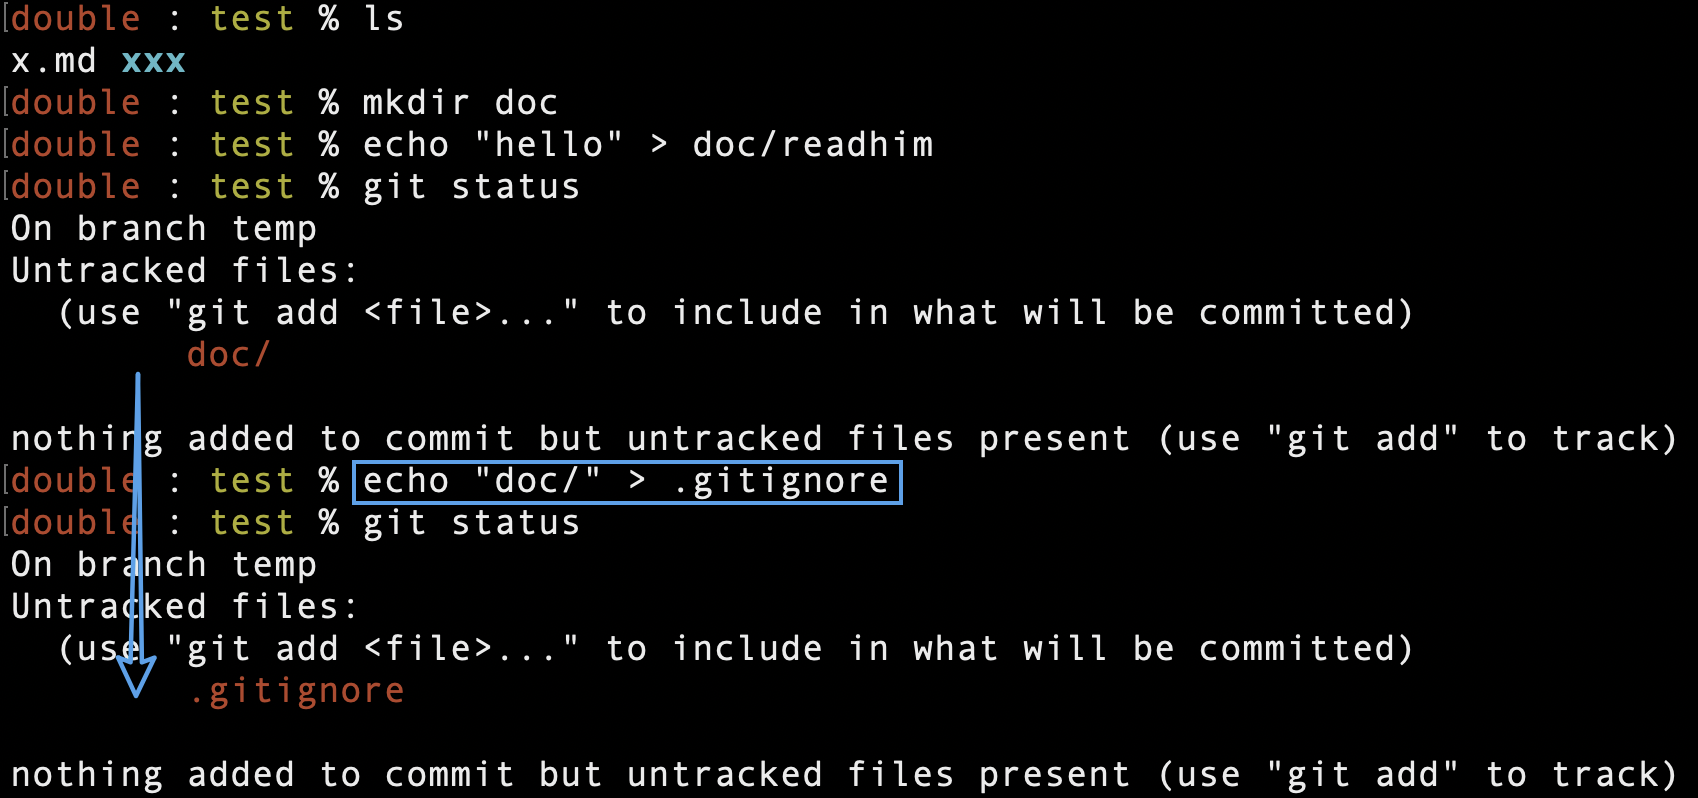 [double : test % ls
x.md xxx
[double : test % mkdir doc
[double : test % echo "hello" > doc/readhim
[double : test % git status
On branch temp
Untracked files:
  (use "git add <file>..." to include in what will be committed)
        doc/
nothing added to commit but untracked files present (use "git add" to track)
[double : test % echo "doc/" > .gitignore
[double : test % git status
On branch temp
Untracked files:
  (use "git add <file>..." to include in what will be committed)
        .gitignore
nothing added to commit but untracked files present (use "git add" to track)